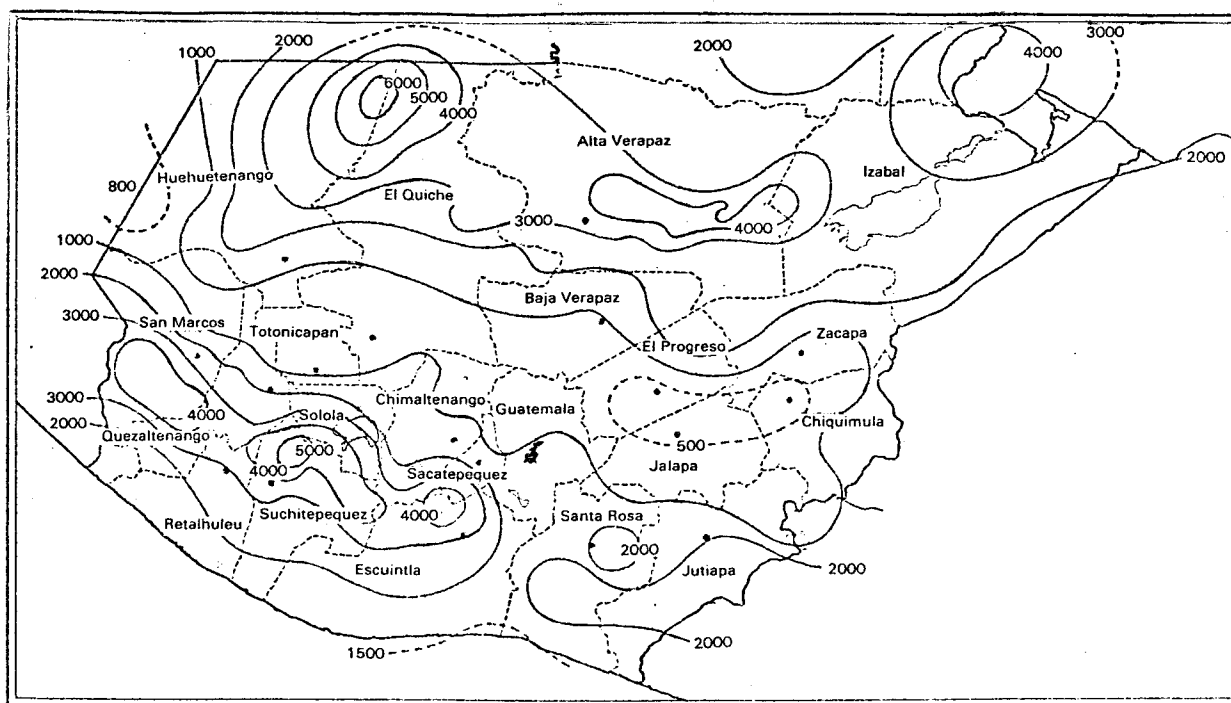 1000
2000
2000
3000
4000
6000
5000
4000
Alta Verapaz
2000
Izabal
800
Huehuetenango
El Quiche
3000
4000
1000
2000
3000
San Marcos
Totonicapan
Baja Verapaz
El Progreso
Zacapa
3000
2000
4000
Quezaltenango
Solola
Chimaltenango
Guatemala
Chiquimula
5000
4000
500
Jalapa
Sacatepequez
4000
Suchitepequez
Retalhuleu
Santa Rosa
2000
Escuintla
Jutiapa
2000
2000
1500